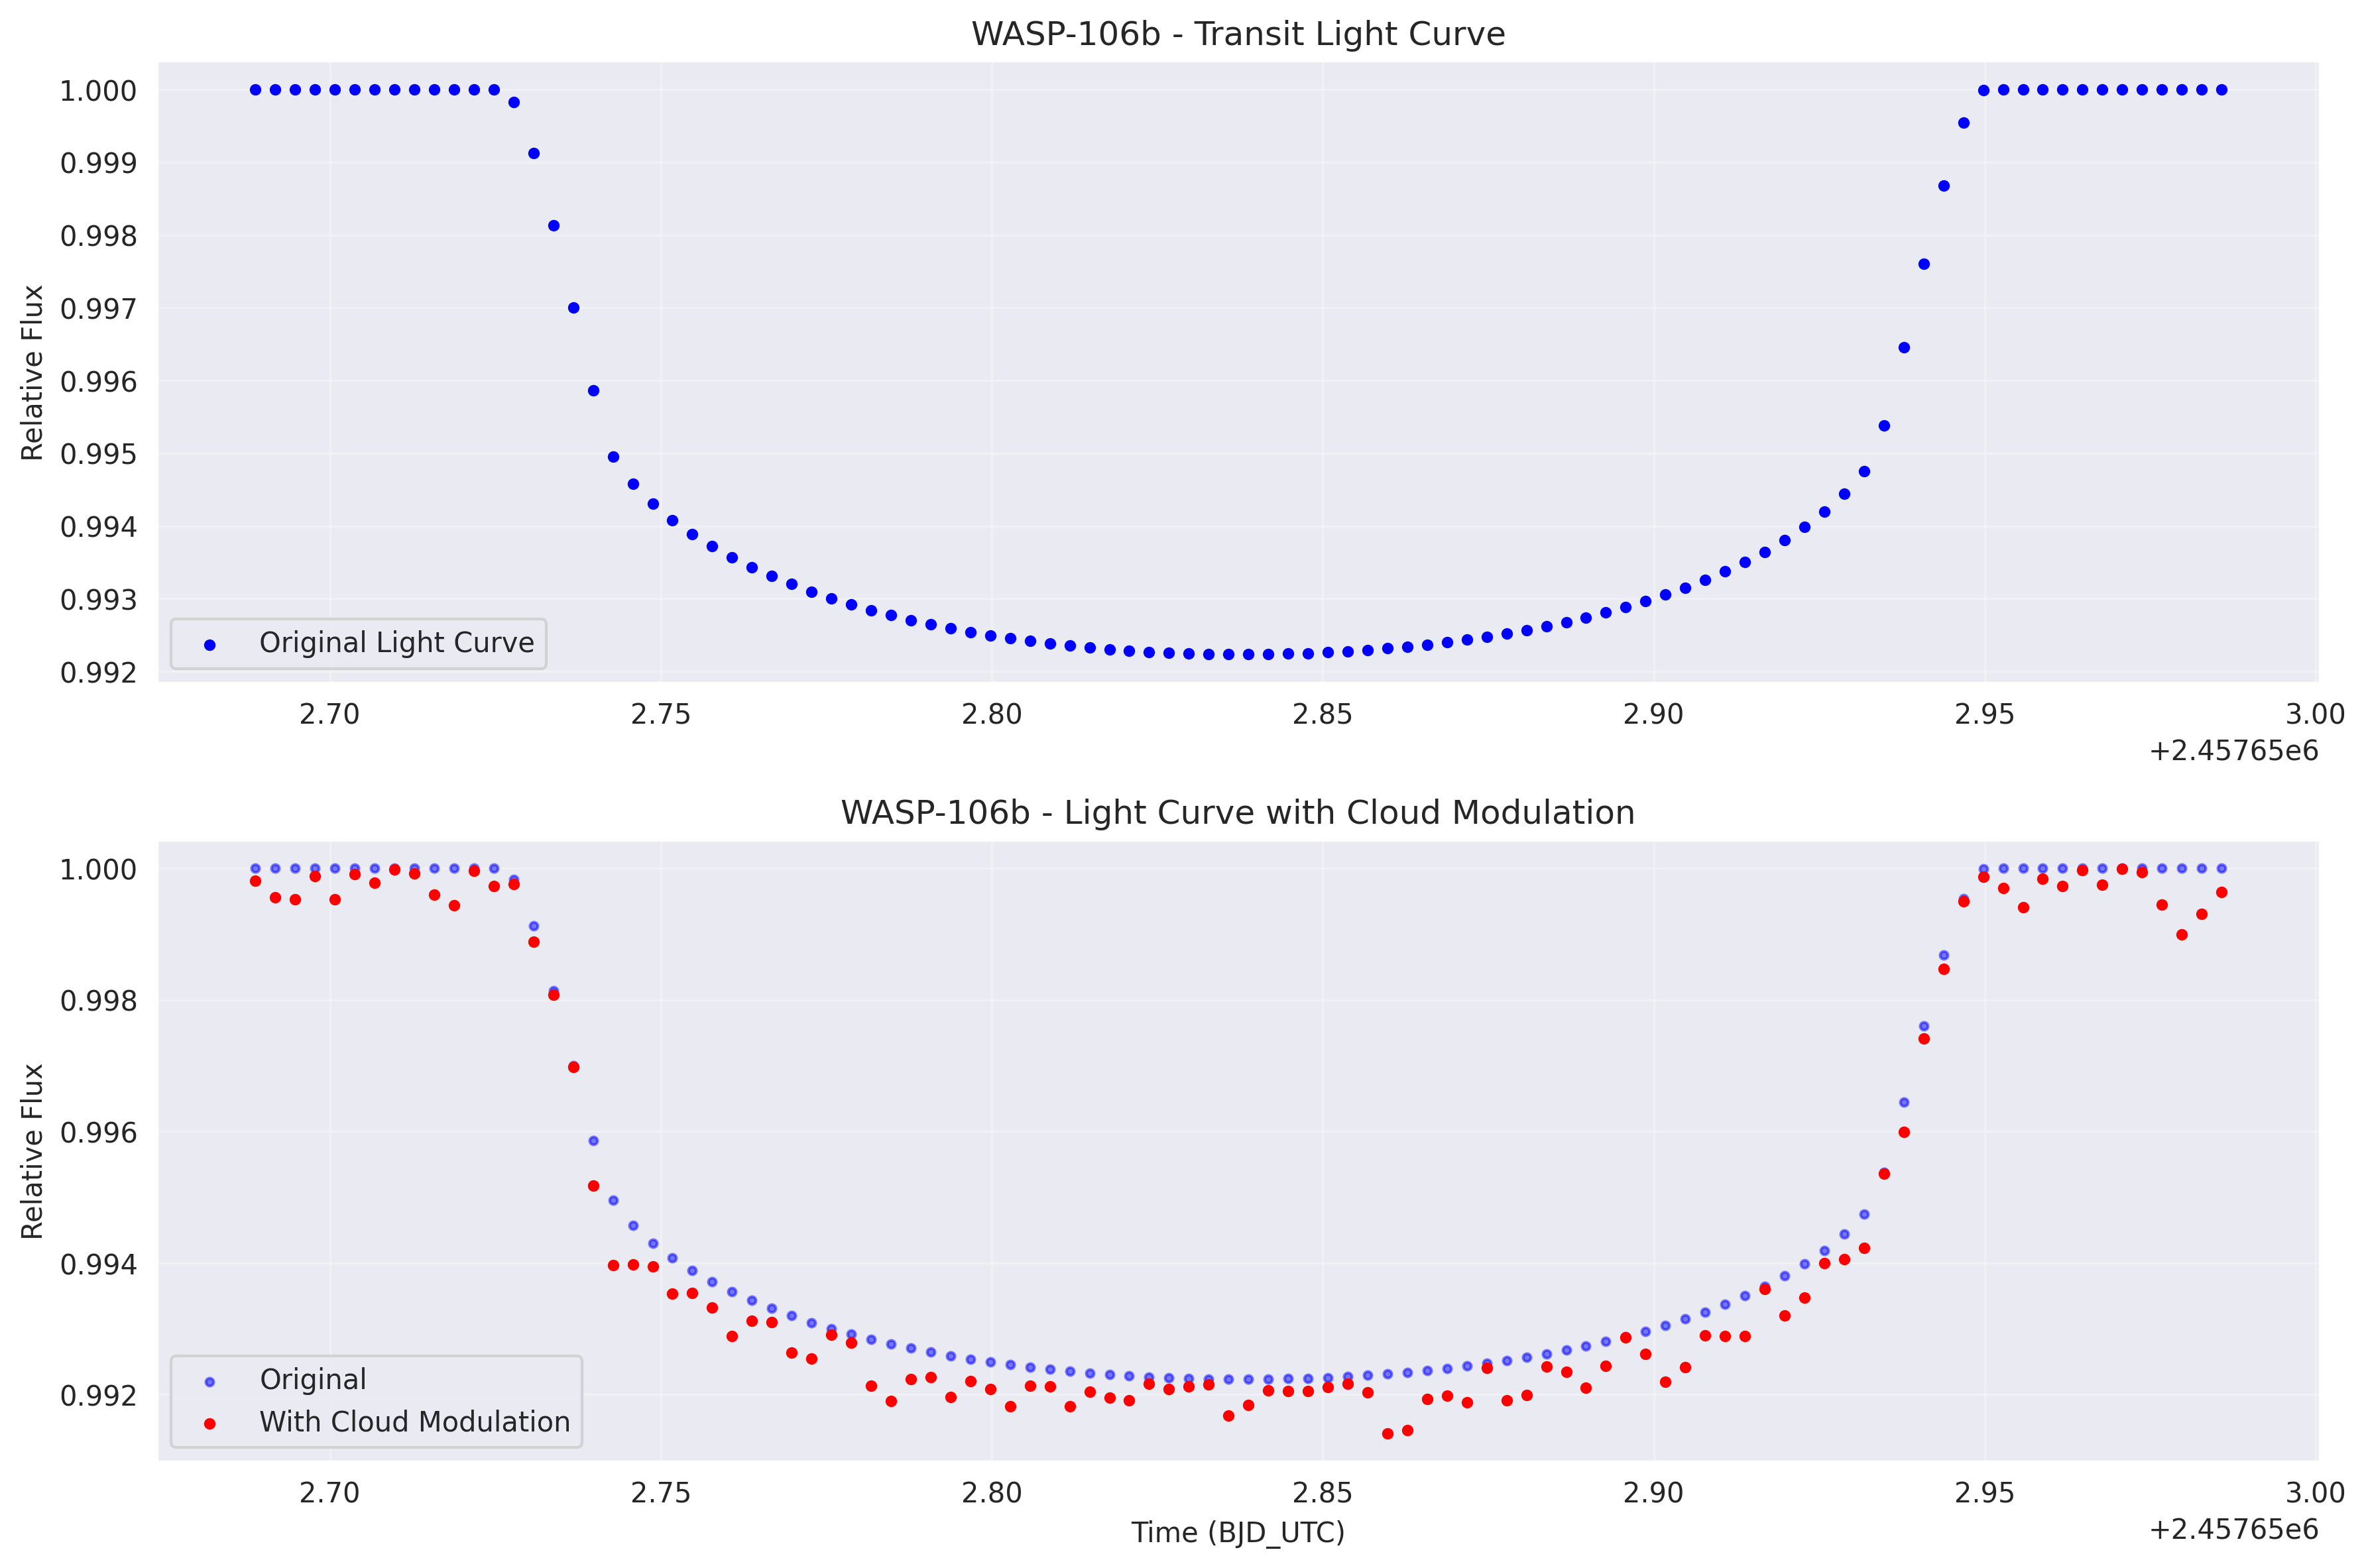 WASP-106b - Transit Light Curve
Relative Flux
1.000
0.999
0.998
0.997
0.996
0.995
0.994
0.993
0.992
Original Light Curve
2.70 2.75 2.80 2.85 2.90 2.95 3.00
+2.45765e6
WASP-106b - Light Curve with Cloud Modulation
Relative Flux
1.000
0.998
0.996
0.994
0.992
Original
With Cloud Modulation
2.70 2.75 2.80 2.85 2.90 2.95 3.00
Time (BJD_UTC)
+2.45765e6